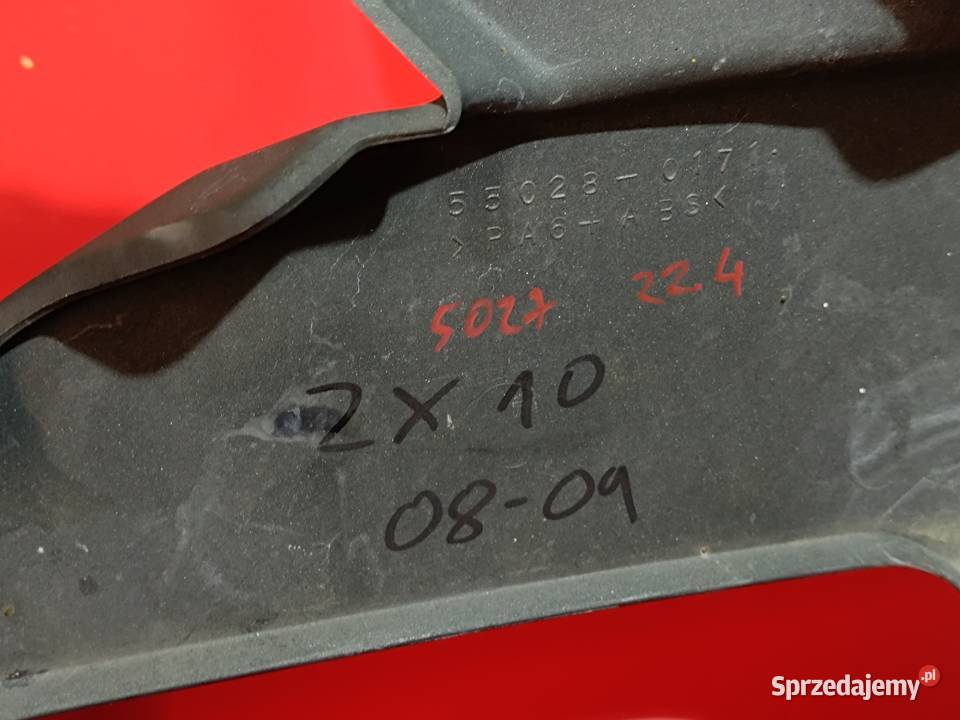 55028-0171.
>PA6+ABS<
5027 22.4
ZX10
08-09
Sprzedajemy.pl